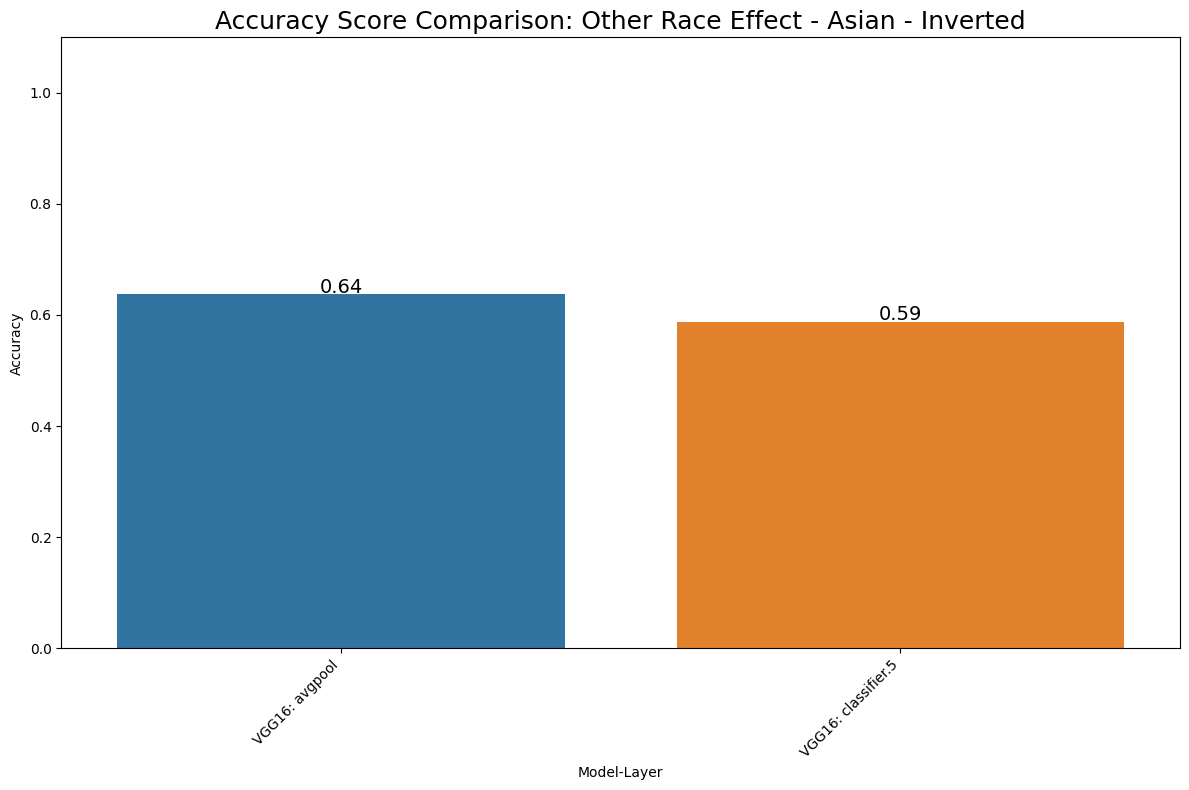 Accuracy Score Comparison: Other Race Effect - Asian - Inverted
1.0
0.8
0.6
0.4
0.2
0.0
Accuracy
0.64
0.59
VGG16: avgpool
VGG16: classifier.5
Model-Layer